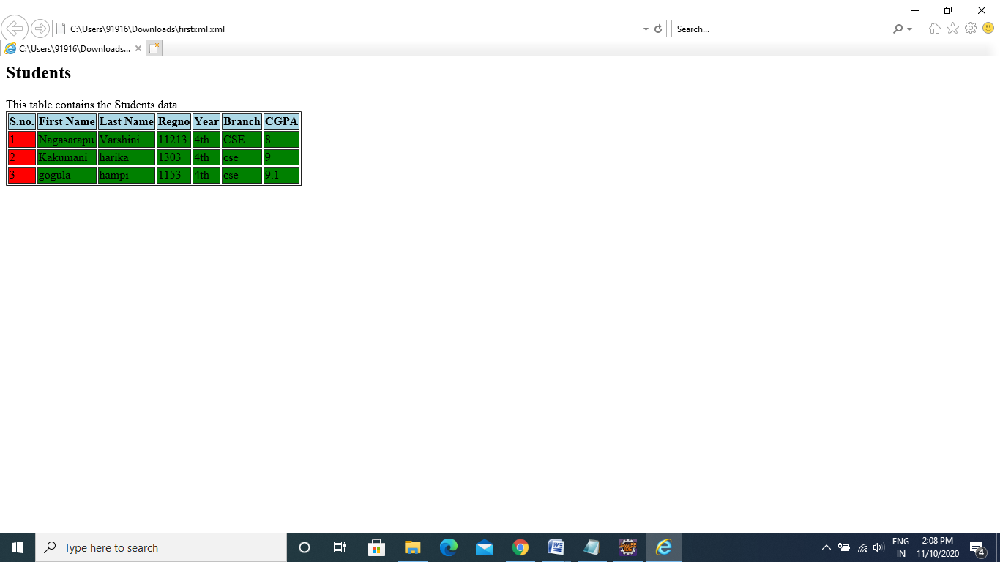 C:\Users\91916\Downloads\firstxml.xml
Search...
C:\Users\91916\Downloads...
Students
This table contains the Students data.
S.no. First Name Last Name Regno Year Branch CGPA
1 Nagasarapu Varshini 11213 4th CSE 8
2 Kakumani harika 1303 4th cse 9
3 gogula hampi 1153 4th cse 9.1
Type here to search
ENG
IN
2:08 PM
11/10/2020
4